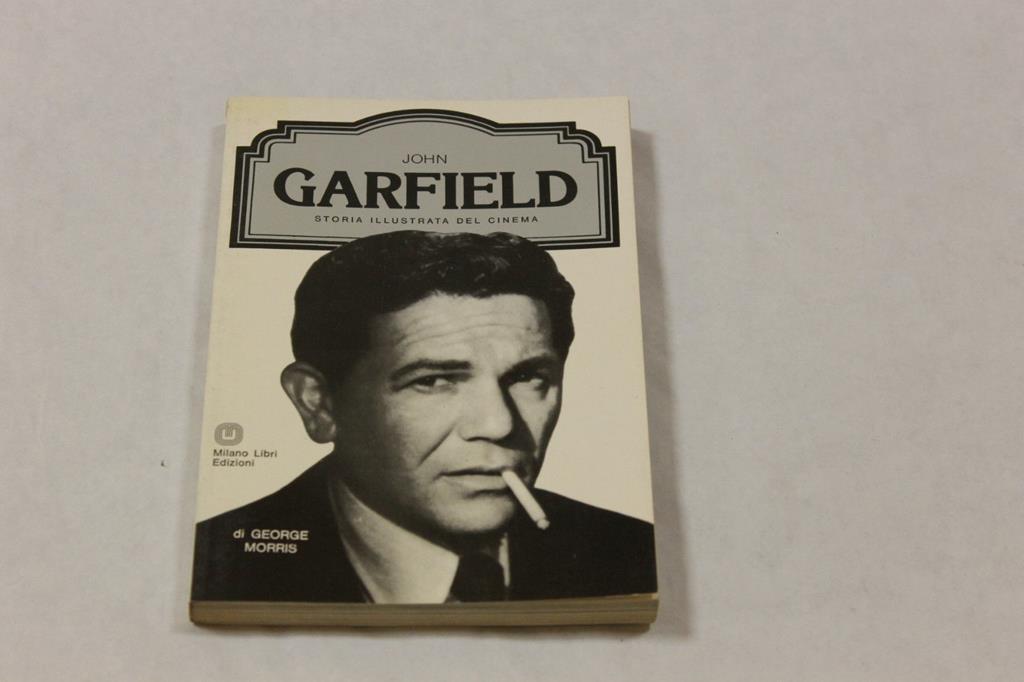 JOHN
GARFIELD
STORIA ILLUSTRATA DEL CINEMA
Milano Libri
Edizioni
di GEORGE
MORRIS